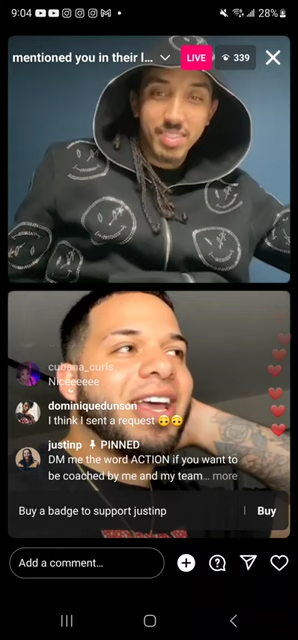 9:04
28%
mentioned you in their l...
LIVE
339
cubana_curls
Niceeeeee
dominiquedunson
I think I sent a request 🙃🙃
justinp PINNED
DM me the word ACTION if you want to
be coached by me and my team... more
Buy a badge to support justinp
Buy
Add a comment...